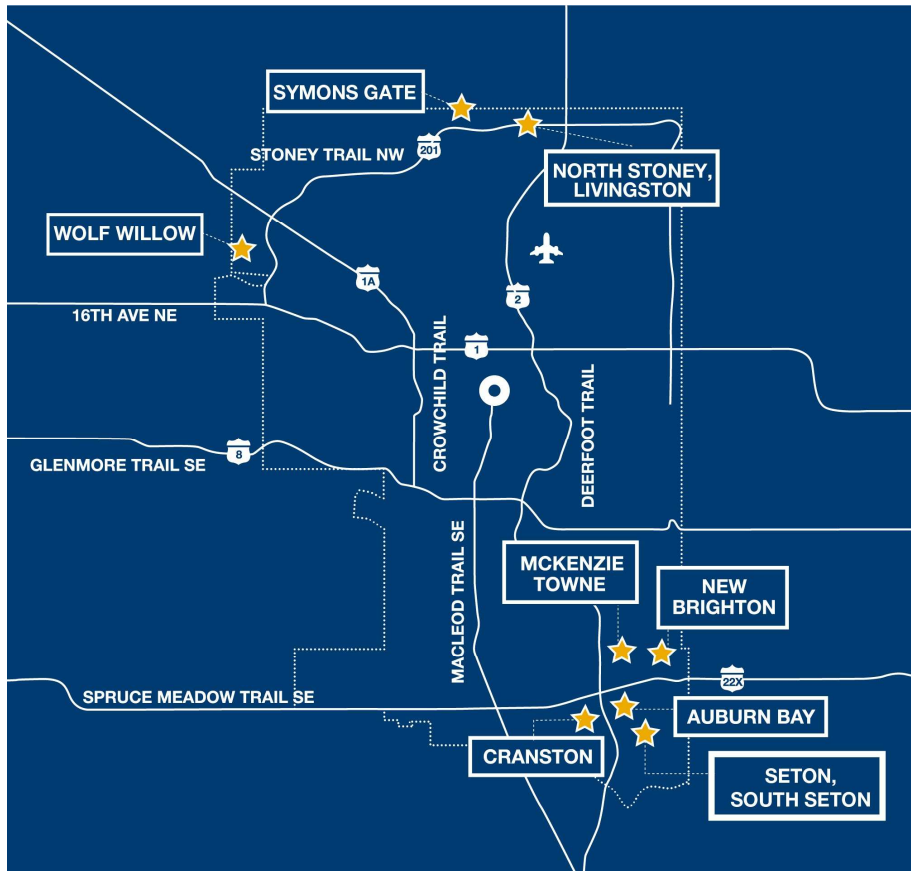 SYMONS GATE
STONEY TRAIL NW
201
NORTH STONEY,
LIVINGSTON
WOLF WILLOW
1A
2
16TH AVE NE
1
CROWCHILD TRAIL
DEERFOOT TRAIL
8
GLENMORE TRAIL SE
MACLEOD TRAIL SE
MCKENZIE
TOWNE
NEW
BRIGHTON
22X
SPRUCE MEADOW TRAIL SE
AUBURN BAY
CRANSTON
SETON,
SOUTH SETON